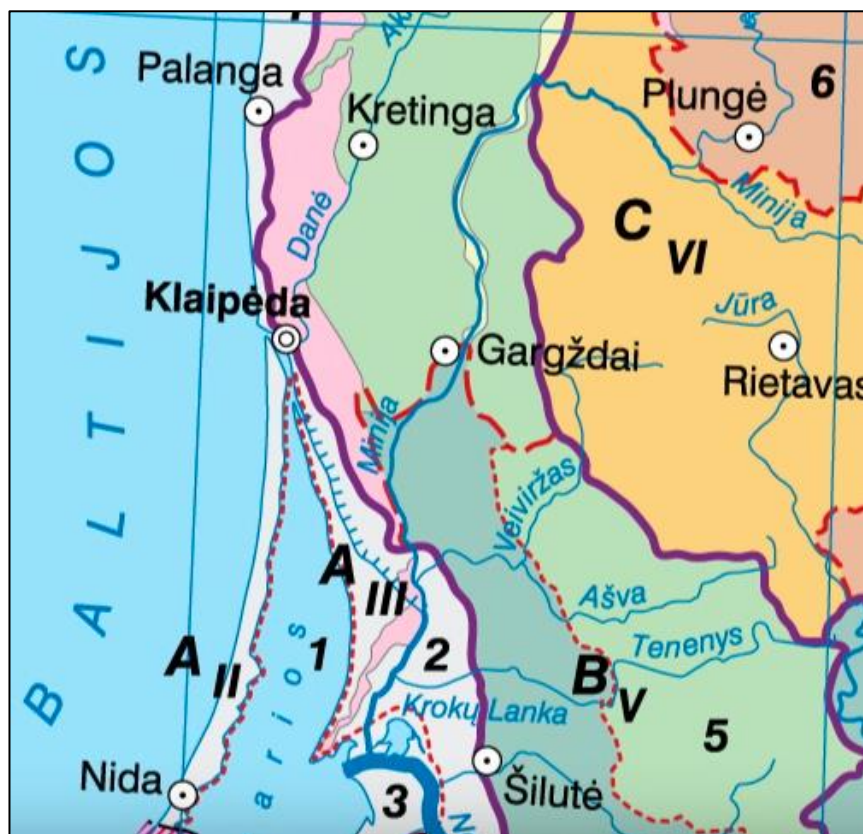 Palanga
Kretinga
Plungė
6
Minija
C VI
Danė
Klaipėda
Jūra
Gargždai
Rietavas
BALTIJOS
Minija
Veiviržas
A III
Ašva
1
2
A II
B V
Tenenys
Krokų Lanka
5
arios
Nida
Šilutė
3
N